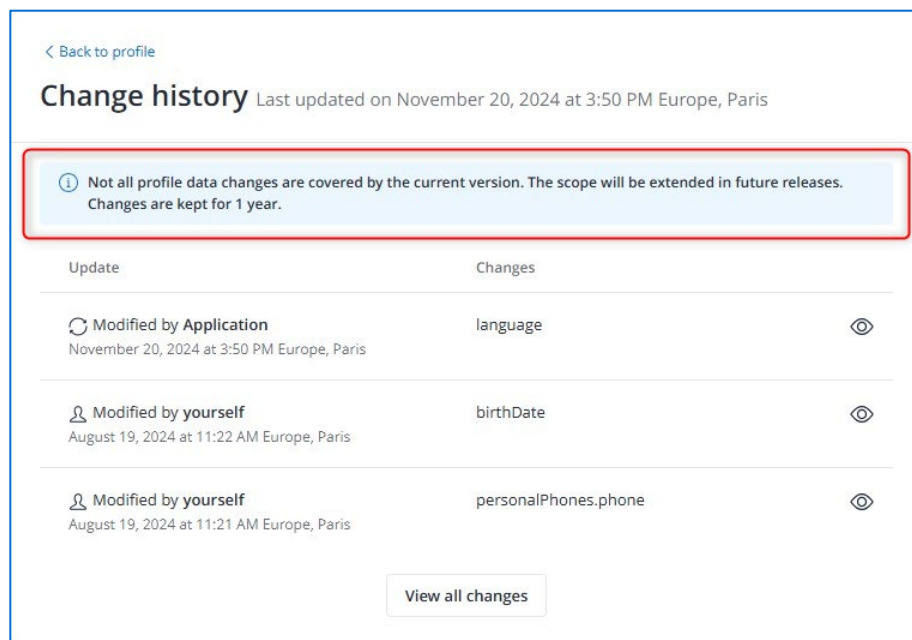 Back to profile
Change history Last updated on November 20, 2024 at 3:50 PM Europe, Paris
Not all profile data changes are covered by the current version. The scope will be extended in future releases.
Changes are kept for 1 year.
Update Changes
Modified by Application language
November 20, 2024 at 3:50 PM Europe, Paris
Modified by yourself birthDate
August 19, 2024 at 11:22 AM Europe, Paris
Modified by yourself personalPhones.phone
August 19, 2024 at 11:21 AM Europe, Paris
View all changes